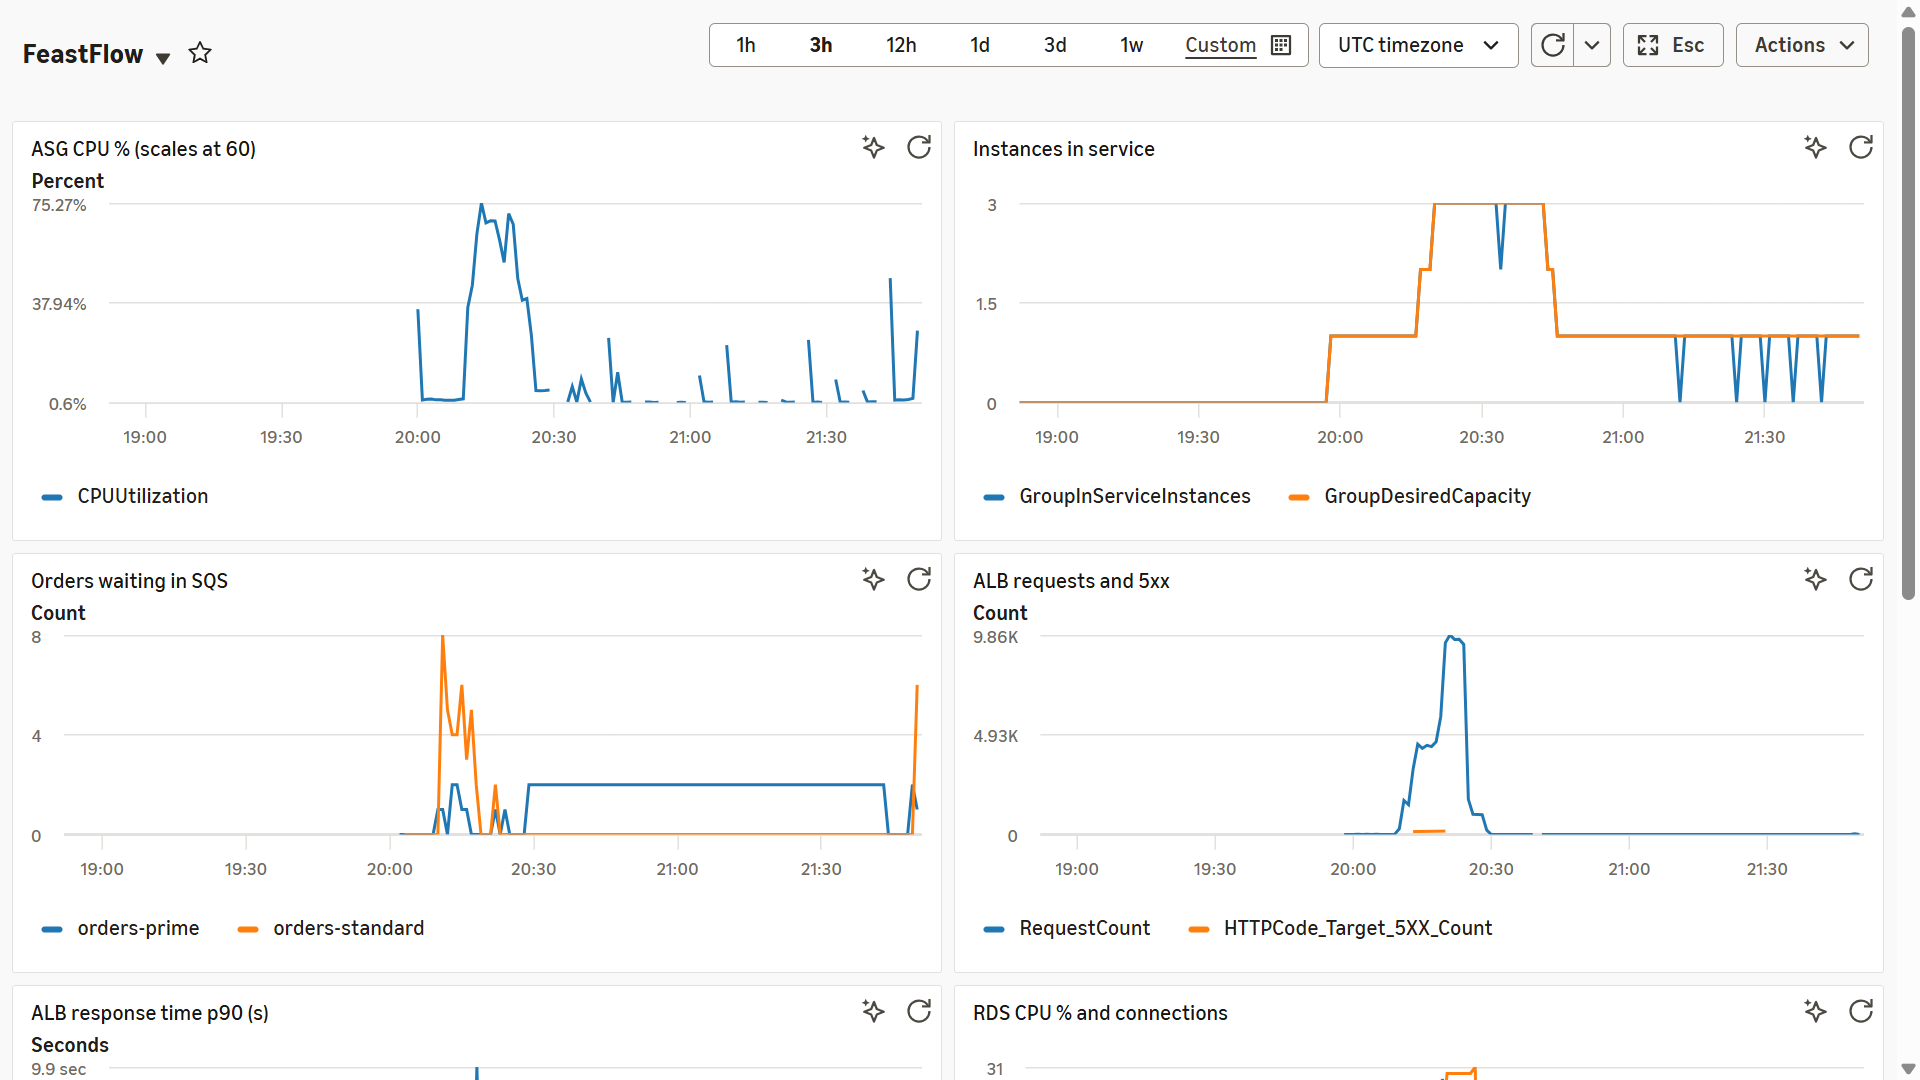 FeastFlow
1h 3h 12h 1d 3d 1w Custom
UTC timezone
Esc
Actions
ASG CPU % (scales at 60)
Percent
75.27%
37.94%
0.6%
19:00 19:30 20:00 20:30 21:00 21:30
CPUUtilization
Instances in service
3
1.5
0
19:00 19:30 20:00 20:30 21:00 21:30
GroupInServiceInstances GroupDesiredCapacity
Orders waiting in SQS
Count
8
4
0
19:00 19:30 20:00 20:30 21:00 21:30
orders-prime orders-standard
ALB requests and 5xx
Count
9.86K
4.93K
0
19:00 19:30 20:00 20:30 21:00 21:30
RequestCount HTTPCode_Target_5XX_Count
ALB response time p90 (s)
Seconds
9.9 sec
RDS CPU % and connections
31